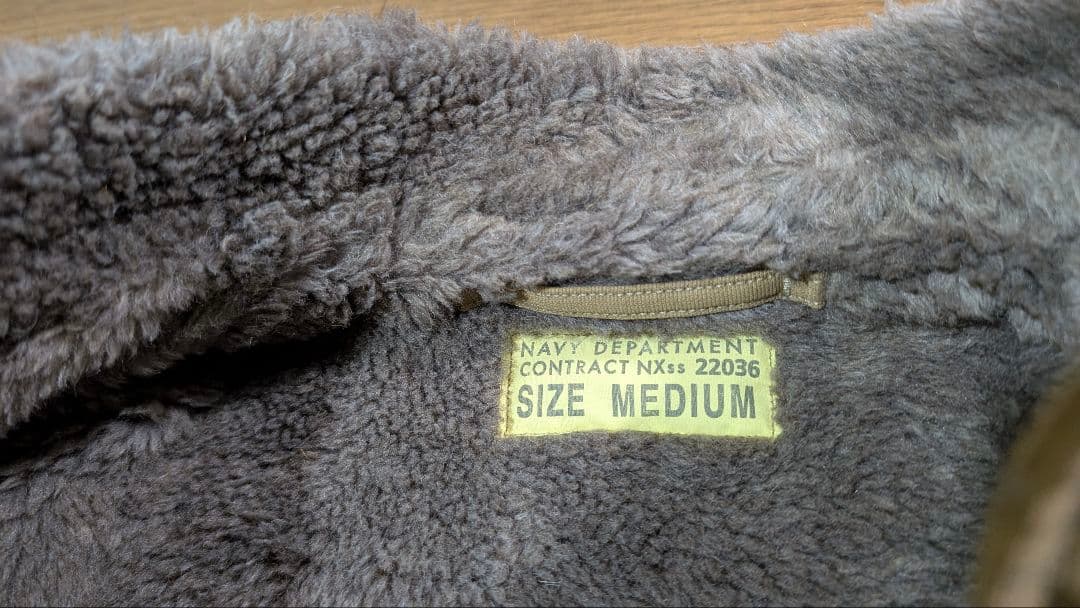 NAVY DEPARTMENT
CONTRACT NXss 22036
SIZE MEDIUM